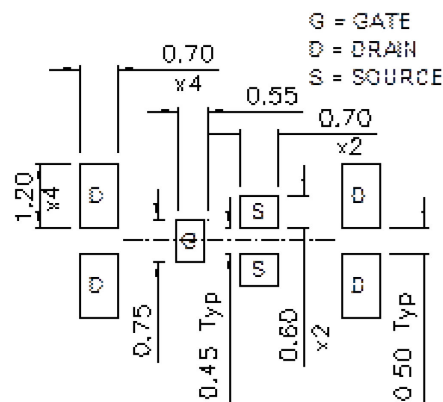 G = GATE
D = DRAIN
S = SOURCE
0.70
x4
0.55
0.70
x2
1.20
x4
D
S
D
G
D
S
D
0.75
0.45 Typ
0.60
x2
0.50 Typ